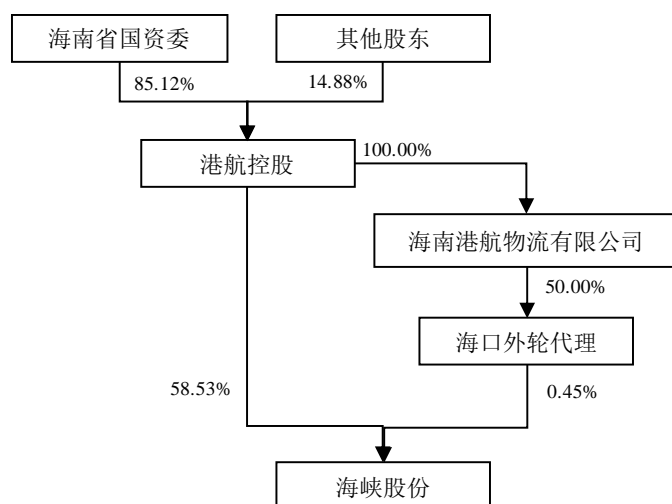 海南省国资委
其他股东
85.12%
14.88%
港航控股
100.00%
海南港航物流有限公司
50.00%
海口外轮代理
58.53%
0.45%
海峡股份